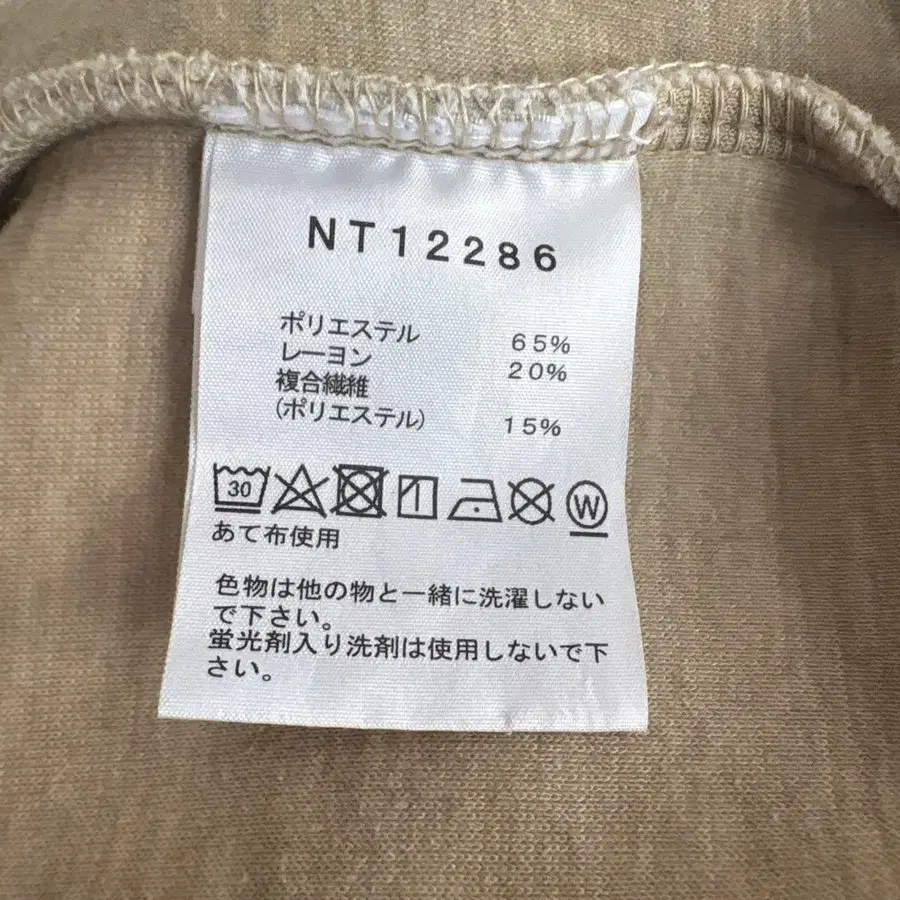 NT12286
ポリエステル 65%
レーヨン 20%
複合繊維
(ポリエステル) 15%
30 W
あて布使用
色物は他の物と一緒に洗濯しない
で下さい。
蛍光剤入り洗剤は使用しないで下
さい。